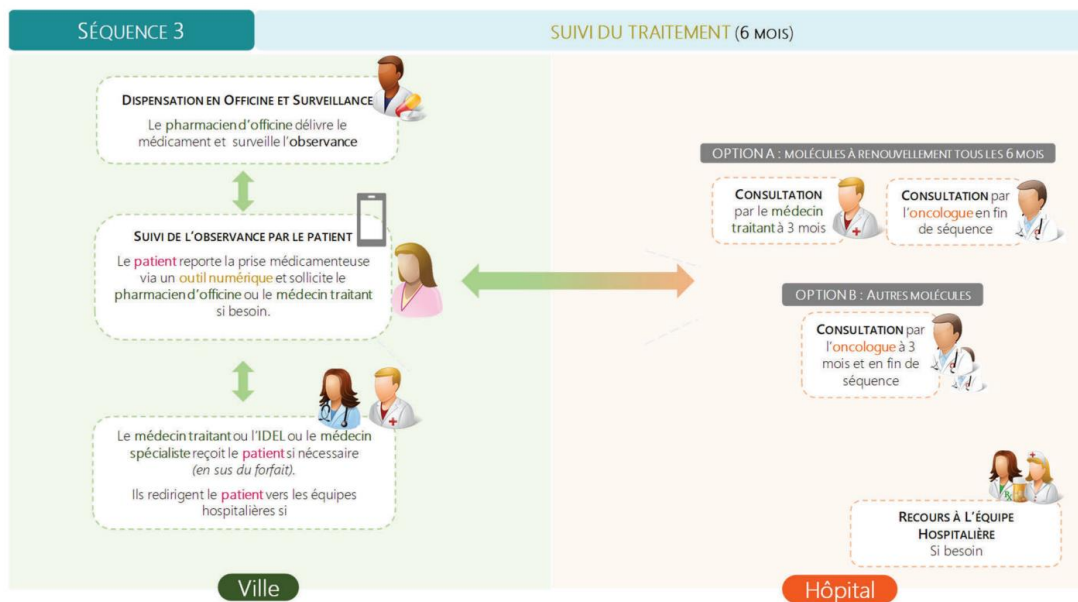 SÉQUENCE 3
SUIVI DU TRAITEMENT (6 MOIS)
DISPENSATION EN OFFICINE ET SURVEILLANCE
Le pharmacien d'officine délivre le
médicament et surveille l'observance
SUIVI DE L'OBSERVANCE PAR LE PATIENT
Le patient reporte la prise médicamenteuse
via un outil numérique et sollicite le
pharmacien d'officine ou le médecin traitant
si besoin.
Le médecin traitant ou l'IDEL ou le médecin
spécialiste reçoit le patient si nécessaire
(en sus du forfait).
Ils redirigent le patient vers les équipes
hospitalières si
Ville
OPTION A : MOLÉCULES À RENOUVELLEMENT TOUS LES 6 MOIS
CONSULTATION
par le médecin
traitant à 3 mois
CONSULTATION par
l'oncologue en fin
de séquence
OPTION B : AUTRES MOLÉCULES
CONSULTATION par
l'oncologue à 3
mois et en fin de
séquence
RECOURS À L'ÉQUIPE
HOSPITALIÈRE
Si besoin
Hôpital